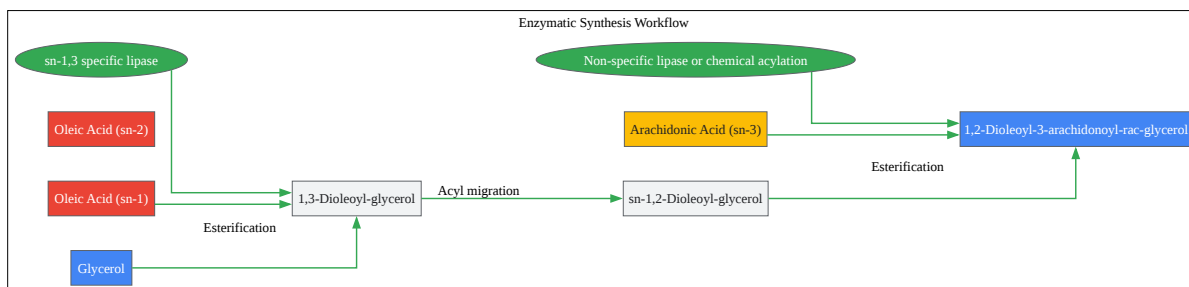 Enzymatic Synthesis Workflow
sn-1,3 specific lipase
Non-specific lipase or chemical acylation
Oleic Acid (sn-2)
Arachidonic Acid (sn-3)
1,2-Dioleoyl-3-arachidonoyl-rac-glycerol
Esterification
Oleic Acid (sn-1)
1,3-Dioleoyl-glycerol
Acyl migration
sn-1,2-Dioleoyl-glycerol
Esterification
Glycerol